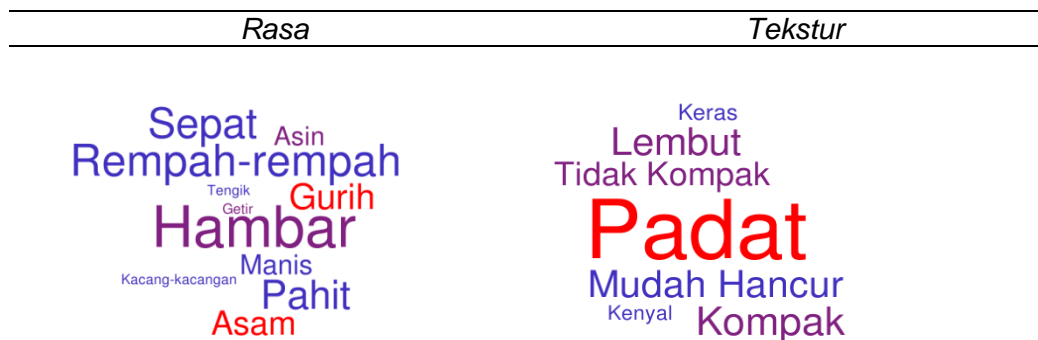 Rasa
Tekstur
Sepat
Asin
Rempah-rempah
Tengik
Gurih
Getir
Hambar
Manis
Kacang-kacangan
Pahit
Asam
Keras
Lembut
Tidak Kompak
Padat
Mudah Hancur
Kenyal
Kompak